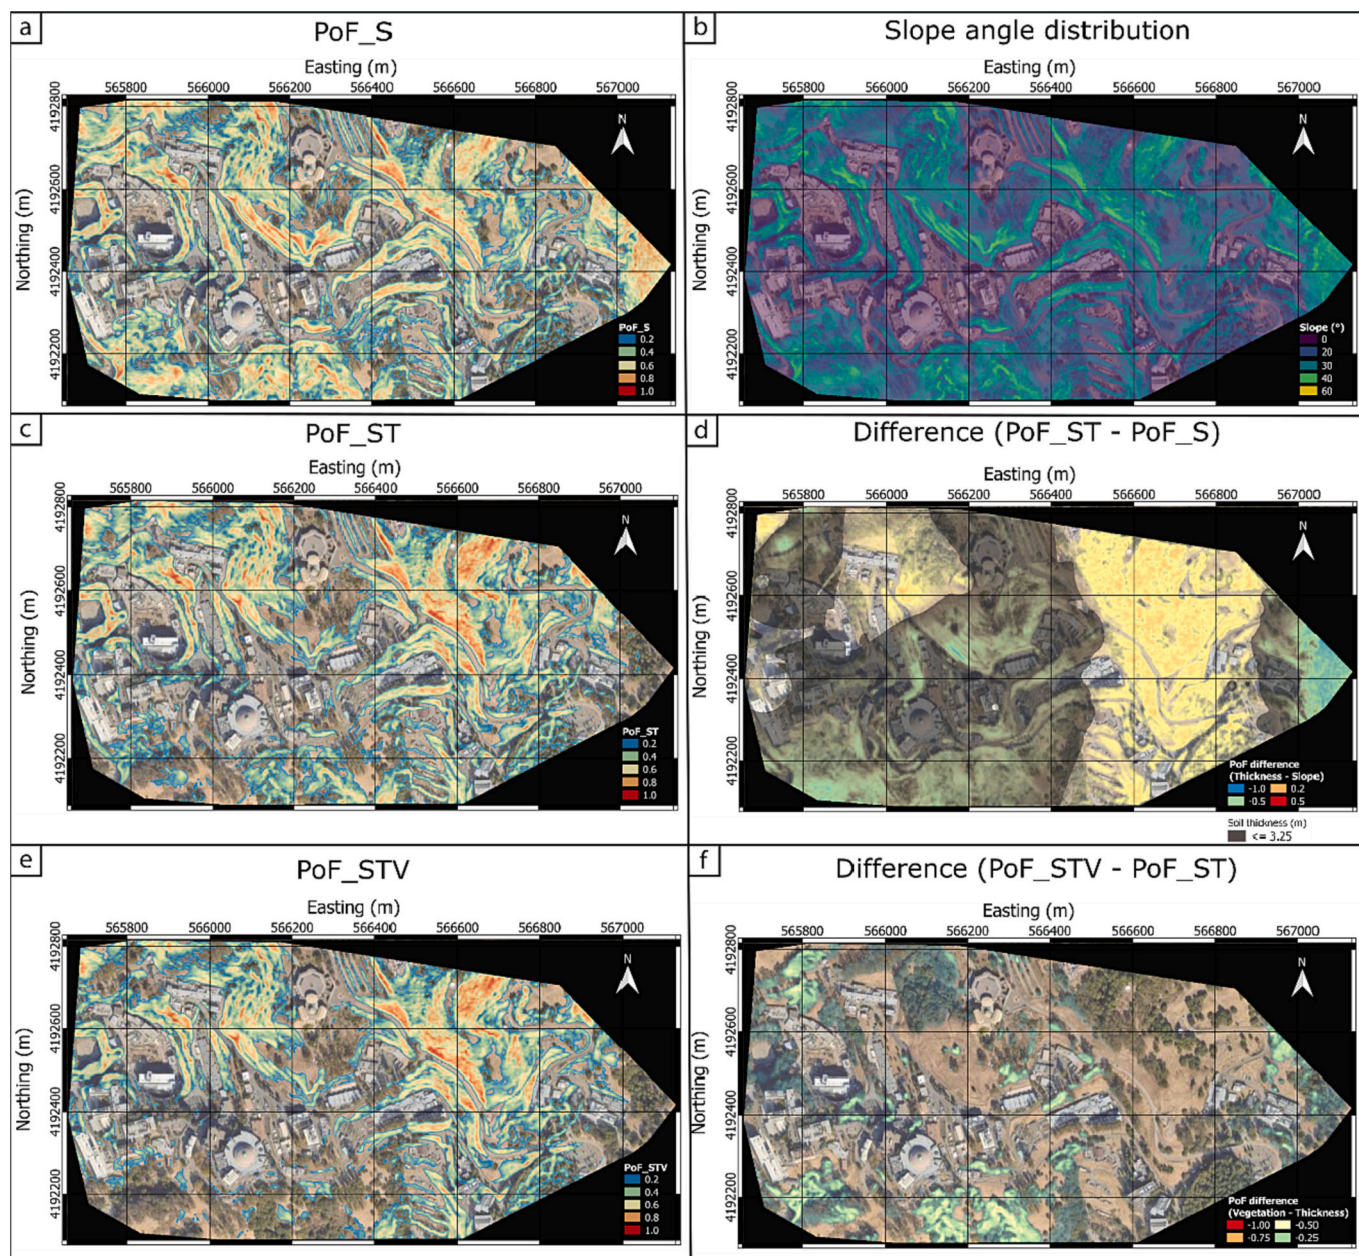 a
PoF_S
Easting (m)
565800 566000 566200 566400 566600 566800 567000
Northing (m)
4192800
4192600
4192400
4192200
N
PoF_S
0.2
0.4
0.6
0.8
1.0
b
Slope angle distribution
Easting (m)
565800 566000 566200 566400 566600 566800 567000
Northing (m)
4192800
4192600
4192400
4192200
N
Slope (°)
0
20
30
40
60
c
PoF_ST
Easting (m)
565800 566000 566200 566400 566600 566800 567000
Northing (m)
4192800
4192600
4192400
4192200
N
PoF_ST
0.2
0.4
0.6
0.8
1.0
d
Difference (PoF_ST - PoF_S)
Easting (m)
565800 566000 566200 566400 566600 566800 567000
Northing (m)
4192800
4192600
4192400
4192200
N
PoF difference
(Thickness - Slope)
-1.0 0.2
-0.5 0.5
Soil thickness (m)
<= 3.25
e
PoF_STV
Easting (m)
565800 566000 566200 566400 566600 566800 567000
Northing (m)
4192800
4192600
4192400
4192200
N
PoF_STV
0.2
0.4
0.6
0.8
1.0
f
Difference (PoF_STV - PoF_ST)
Easting (m)
565800 566000 566200 566400 566600 566800 567000
Northing (m)
4192800
4192600
4192400
4192200
N
PoF difference
(Vegetation - Thickness)
-1.00 -0.50
-0.75 -0.25